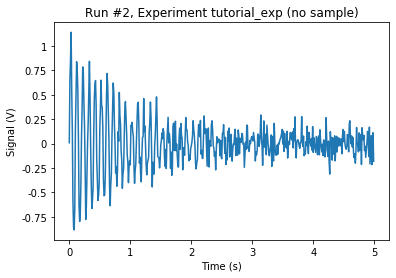 Run #2, Experiment tutorial_exp (no sample)
Signal (V)
1
0.75
0.5
0.25
0
-0.25
-0.5
-0.75
0 1 2 3 4 5
Time (s)